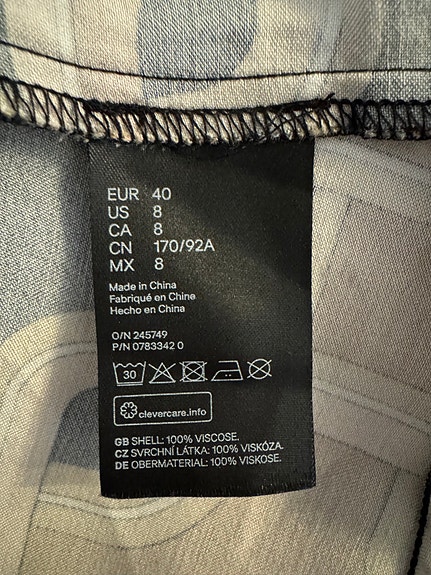 EUR 40
US 8
CA 8
CN 170/92A
MX 8
Made in China
Fabriqué en Chine
Hecho en China
O/N 245749
P/N 0783342 0
30
clevercare.info
GB SHELL: 100% VISCOSE.
CZ SVRCHNÍ LÁTKA: 100% VISKÓZA.
DE OBERMATERIAL: 100% VISKOSE.